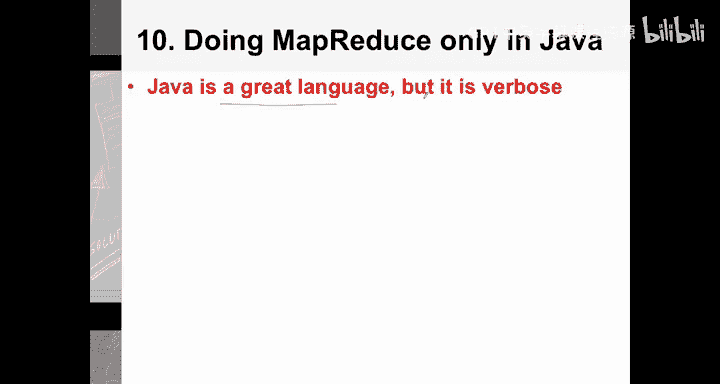 10. Doing MapReduce only in Java
bilibili
• Java is a great language, but it is verbose